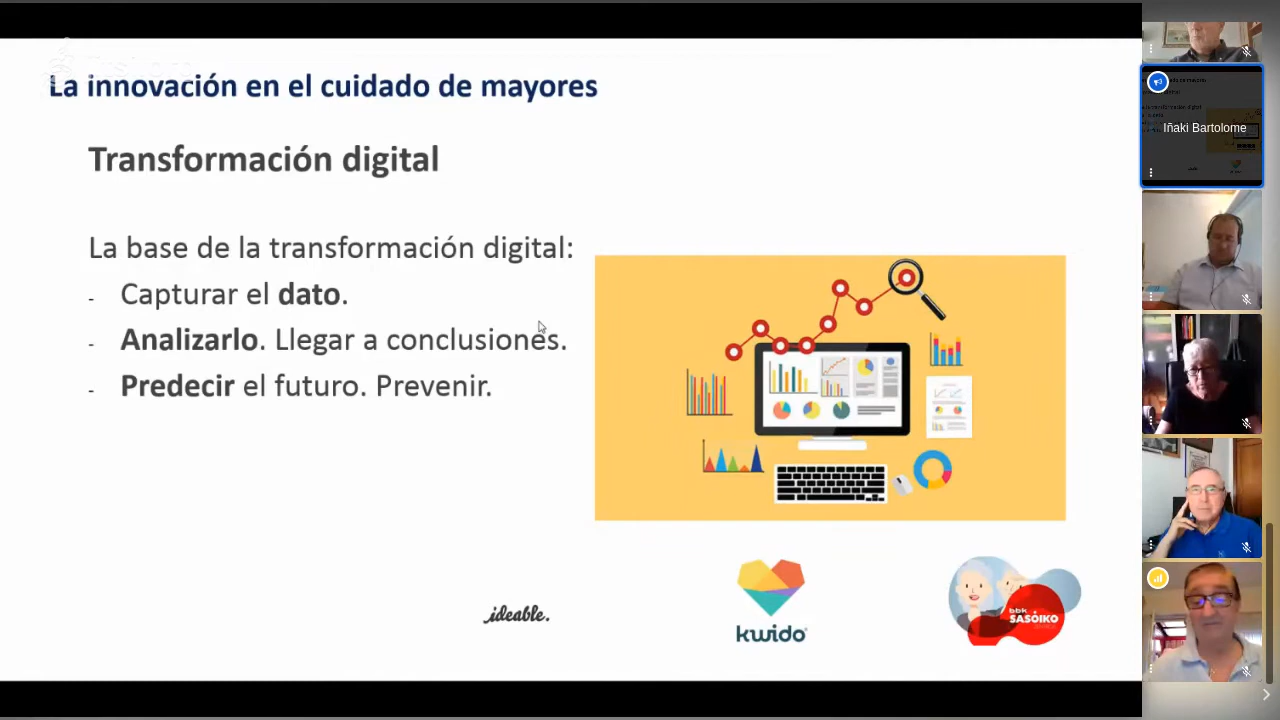 La innovación en el cuidado de mayores
Transformación digital
La base de la transformación digital:
- Capturar el dato.
- Analizarlo. Llegar a conclusiones.
- Predecir el futuro. Prevenir.
ideable.
kwido
bbk
SASOIKO
Iñaki Bartolome